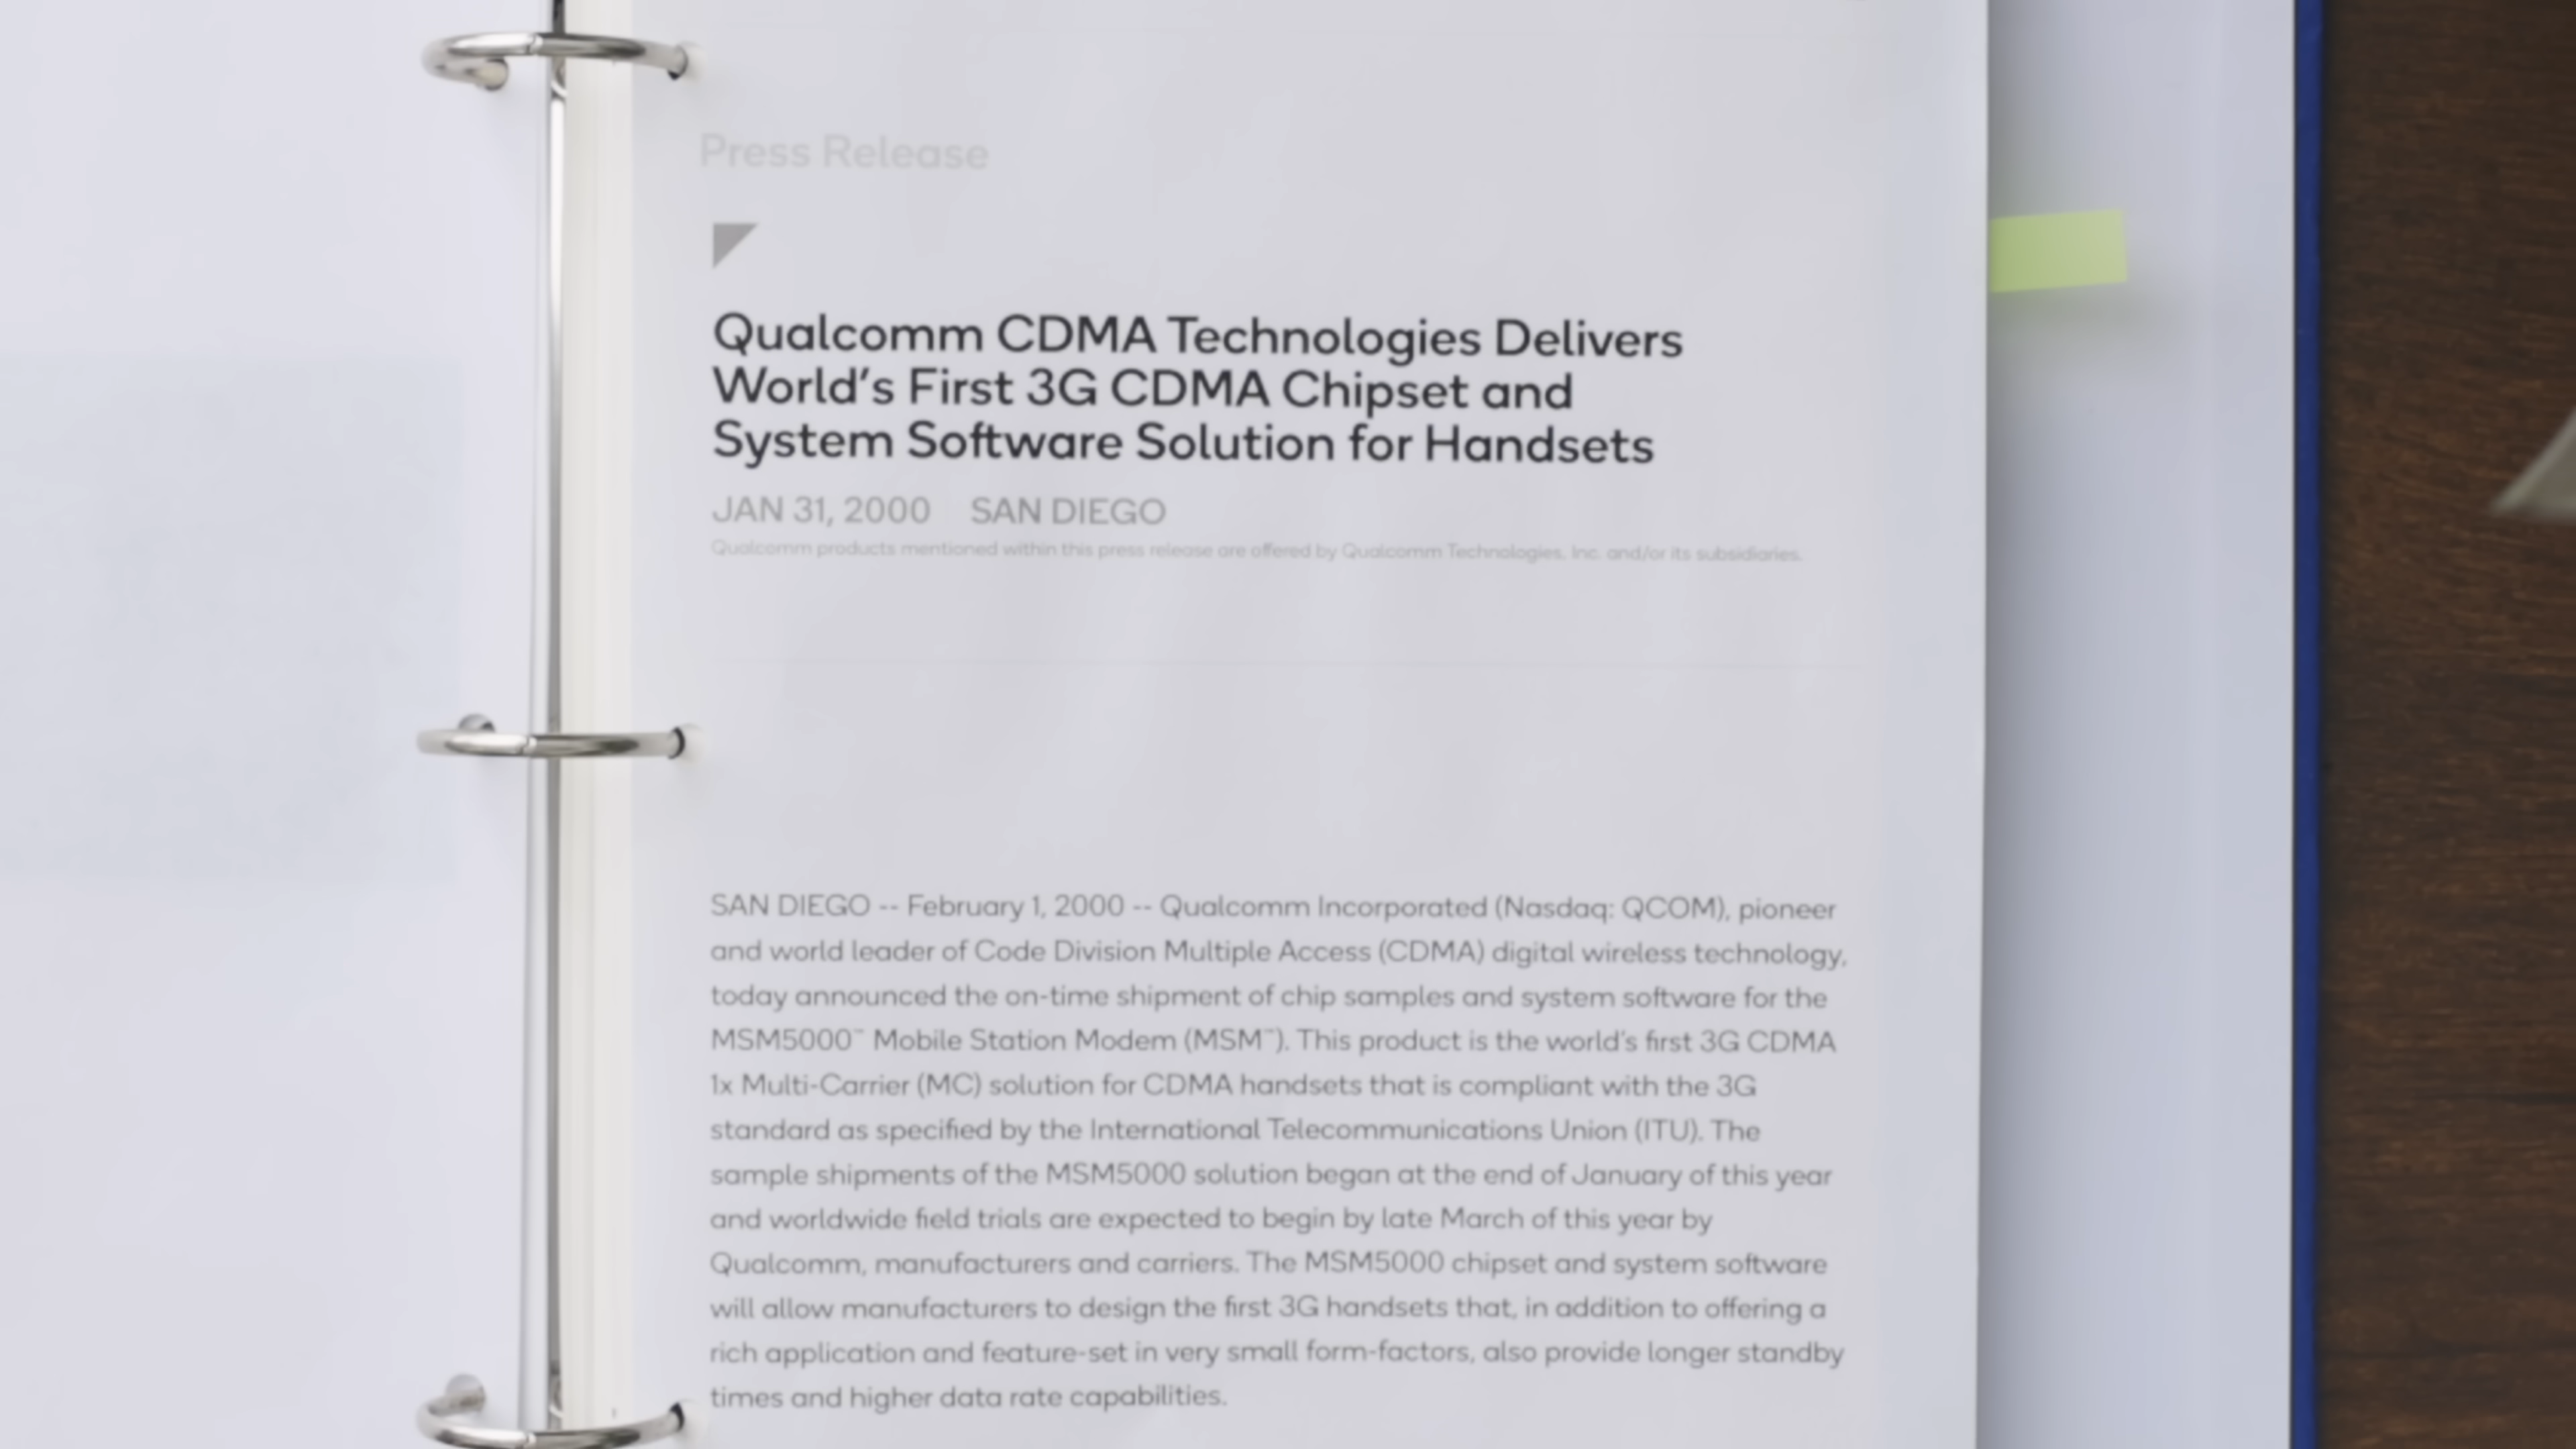 Press Release
Qualcomm CDMA Technologies Delivers
World's First 3G CDMA Chipset and
System Software Solution for Handsets
JAN 31, 2000 SAN DIEGO
Qualcomm products mentioned within this press release are offered by Qualcomm Technologies, Inc. and/or its subsidiaries.
SAN DIEGO -- February 1, 2000 -- Qualcomm Incorporated (Nasdaq: QCOM), pioneer
and world leader of Code Division Multiple Access (CDMA) digital wireless technology,
today announced the on-time shipment of chip samples and system software for the
MSM5000™ Mobile Station Modem (MSM™). This product is the world's first 3G CDMA
1x Multi-Carrier (MC) solution for CDMA handsets that is compliant with the 3G
standard as specified by the International Telecommunications Union (ITU). The
sample shipments of the MSM5000 solution began at the end of January of this year
and worldwide field trials are expected to begin by late March of this year by
Qualcomm, manufacturers and carriers. The MSM5000 chipset and system software
will allow manufacturers to design the first 3G handsets that, in addition to offering a
rich application and feature-set in very small form-factors, also provide longer standby
times and higher data rate capabilities.